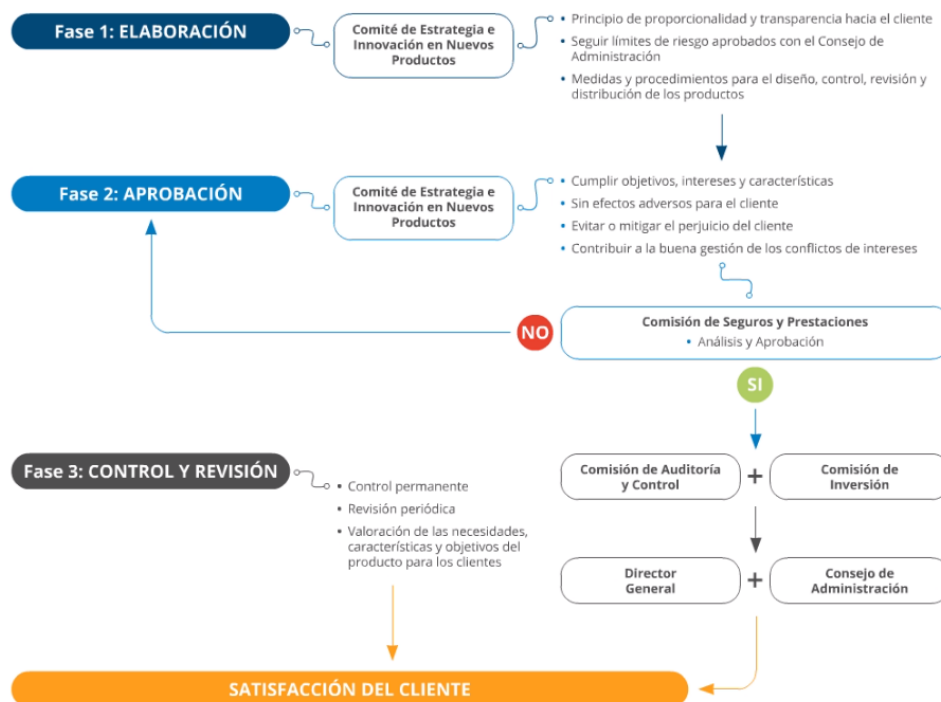 Fase 1: ELABORACIÓN
Comité de Estrategia e
Innovación en Nuevos
Productos
• Principio de proporcionalidad y transparencia hacia el cliente
• Seguir límites de riesgo aprobados con el Consejo de
Administración
• Medidas y procedimientos para el diseño, control, revisión y
distribución de los productos
Fase 2: APROBACIÓN
Comité de Estrategia e
Innovación en Nuevos
Productos
• Cumplir objetivos, intereses y características
• Sin efectos adversos para el cliente
• Evitar o mitigar el perjuicio del cliente
• Contribuir a la buena gestión de los conflictos de intereses
NO
Comisión de Seguros y Prestaciones
• Análisis y Aprobación
SI
Fase 3: CONTROL Y REVISIÓN
• Control permanente
• Revisión periódica
• Valoración de las necesidades,
características y objetivos del
producto para los clientes
Comisión de Auditoría
y Control
+
Comisión de
Inversión
Director
General
+
Consejo de
Administración
SATISFACCIÓN DEL CLIENTE